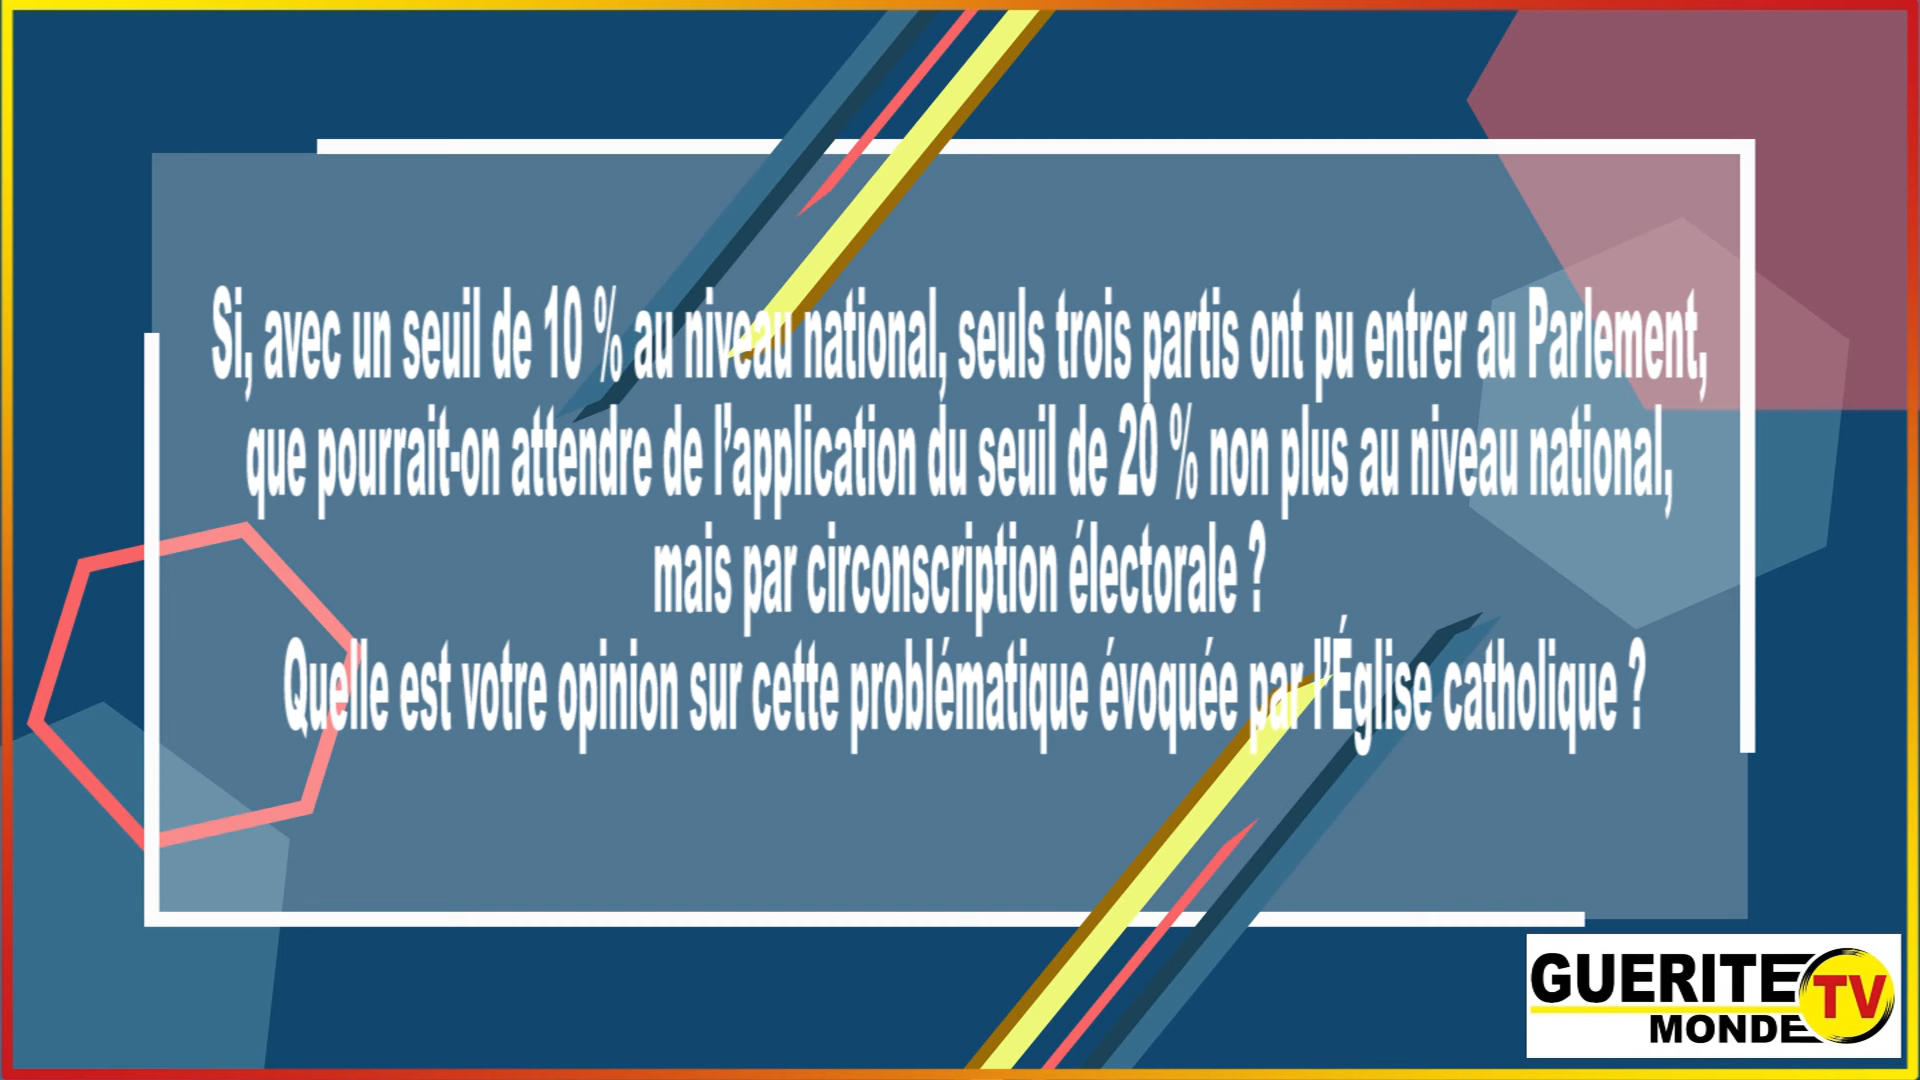 Si, avec un seuil de 10 % au niveau national, seuls trois partis ont pu entrer au Parlement,
que pourrait-on attendre de l'application du seuil de 20 % non plus au niveau national,
mais par circonscription électorale ?
Quelle est votre opinion sur cette problématique évoquée par l'Église catholique ?
GUERITE
TV
MONDE